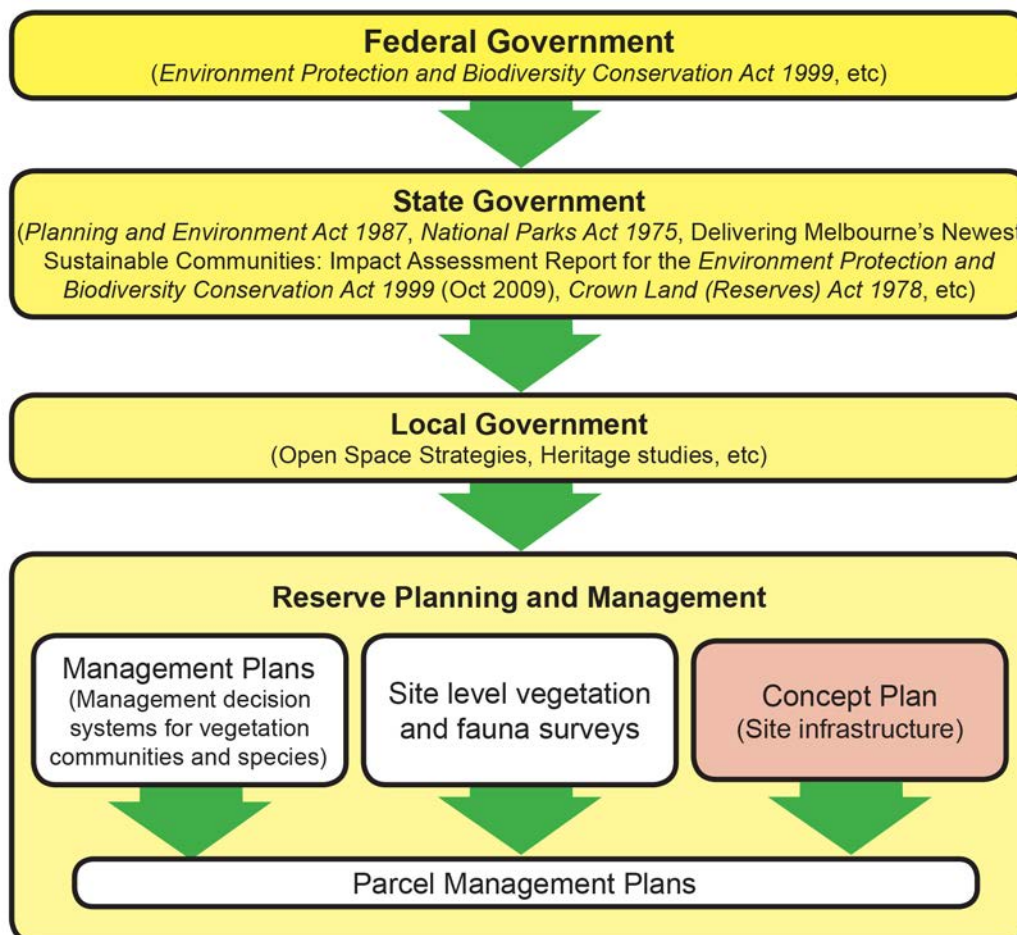 Federal Government
(Environment Protection and Biodiversity Conservation Act 1999, etc)
State Government
(Planning and Environment Act 1987, National Parks Act 1975, Delivering Melbourne’s Newest
Sustainable Communities: Impact Assessment Report for the Environment Protection and
Biodiversity Conservation Act 1999 (Oct 2009), Crown Land (Reserves) Act 1978, etc)
Local Government
(Open Space Strategies, Heritage studies, etc)
Reserve Planning and Management
Management Plans
(Management decision
systems for vegetation
communities and species)
Site level vegetation
and fauna surveys
Concept Plan
(Site infrastructure)
Parcel Management Plans